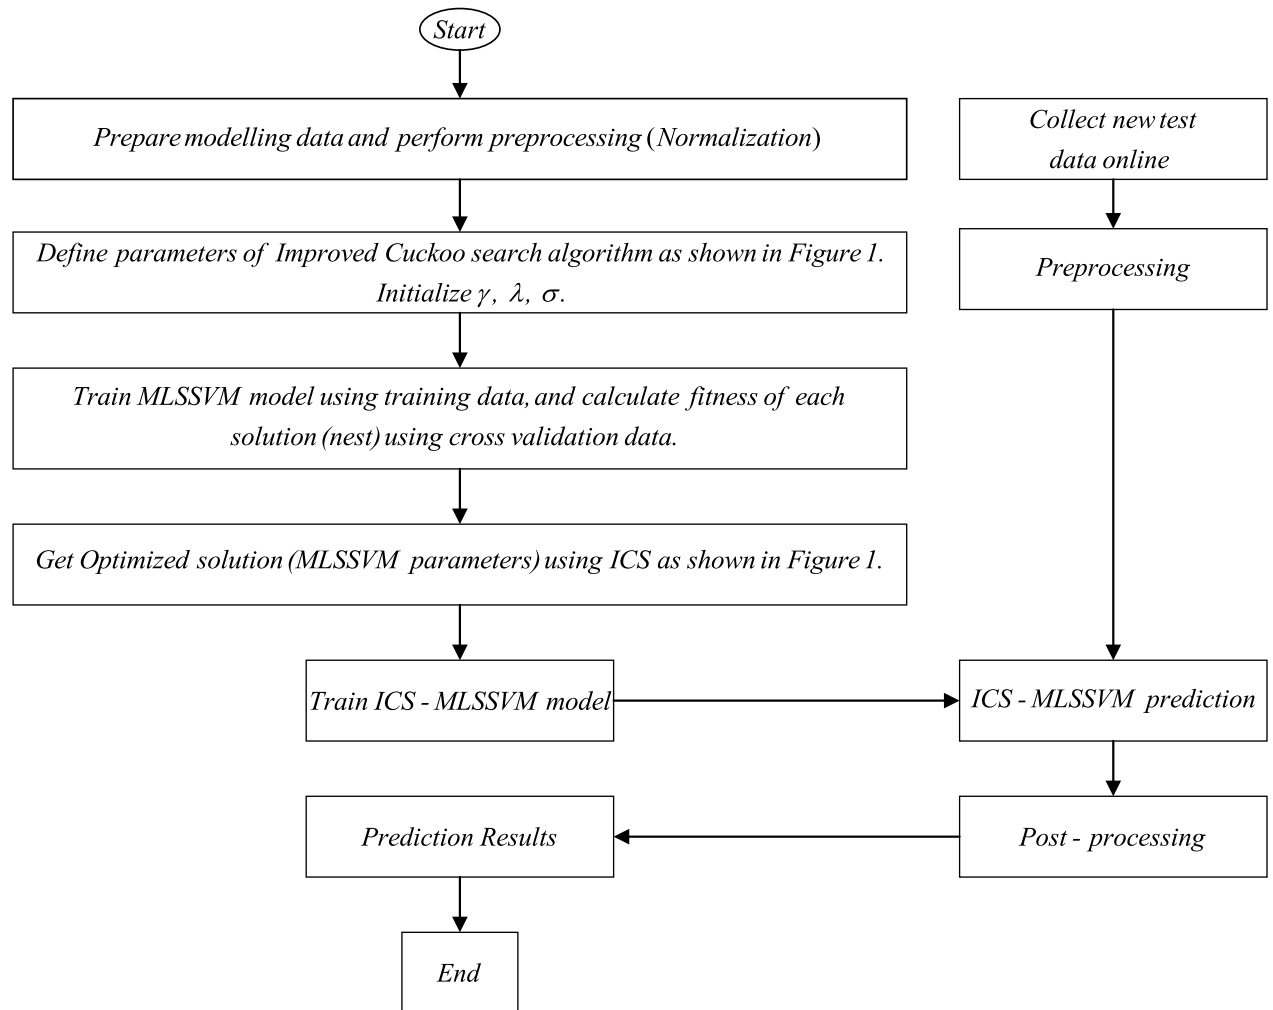 Start
Prepare modelling data and perform preprocessing (Normalization)
Collect new test
data online
Define parameters of Improved Cuckoo search algorithm as shown in Figure 1.
Initialize γ, λ, σ.
Preprocessing
Train MLSSVM model using training data, and calculate fitness of each
solution (nest) using cross validation data.
Get Optimized solution (MLSSVM parameters) using ICS as shown in Figure 1.
Train ICS - MLSSVM model
ICS - MLSSVM prediction
Prediction Results
Post - processing
End